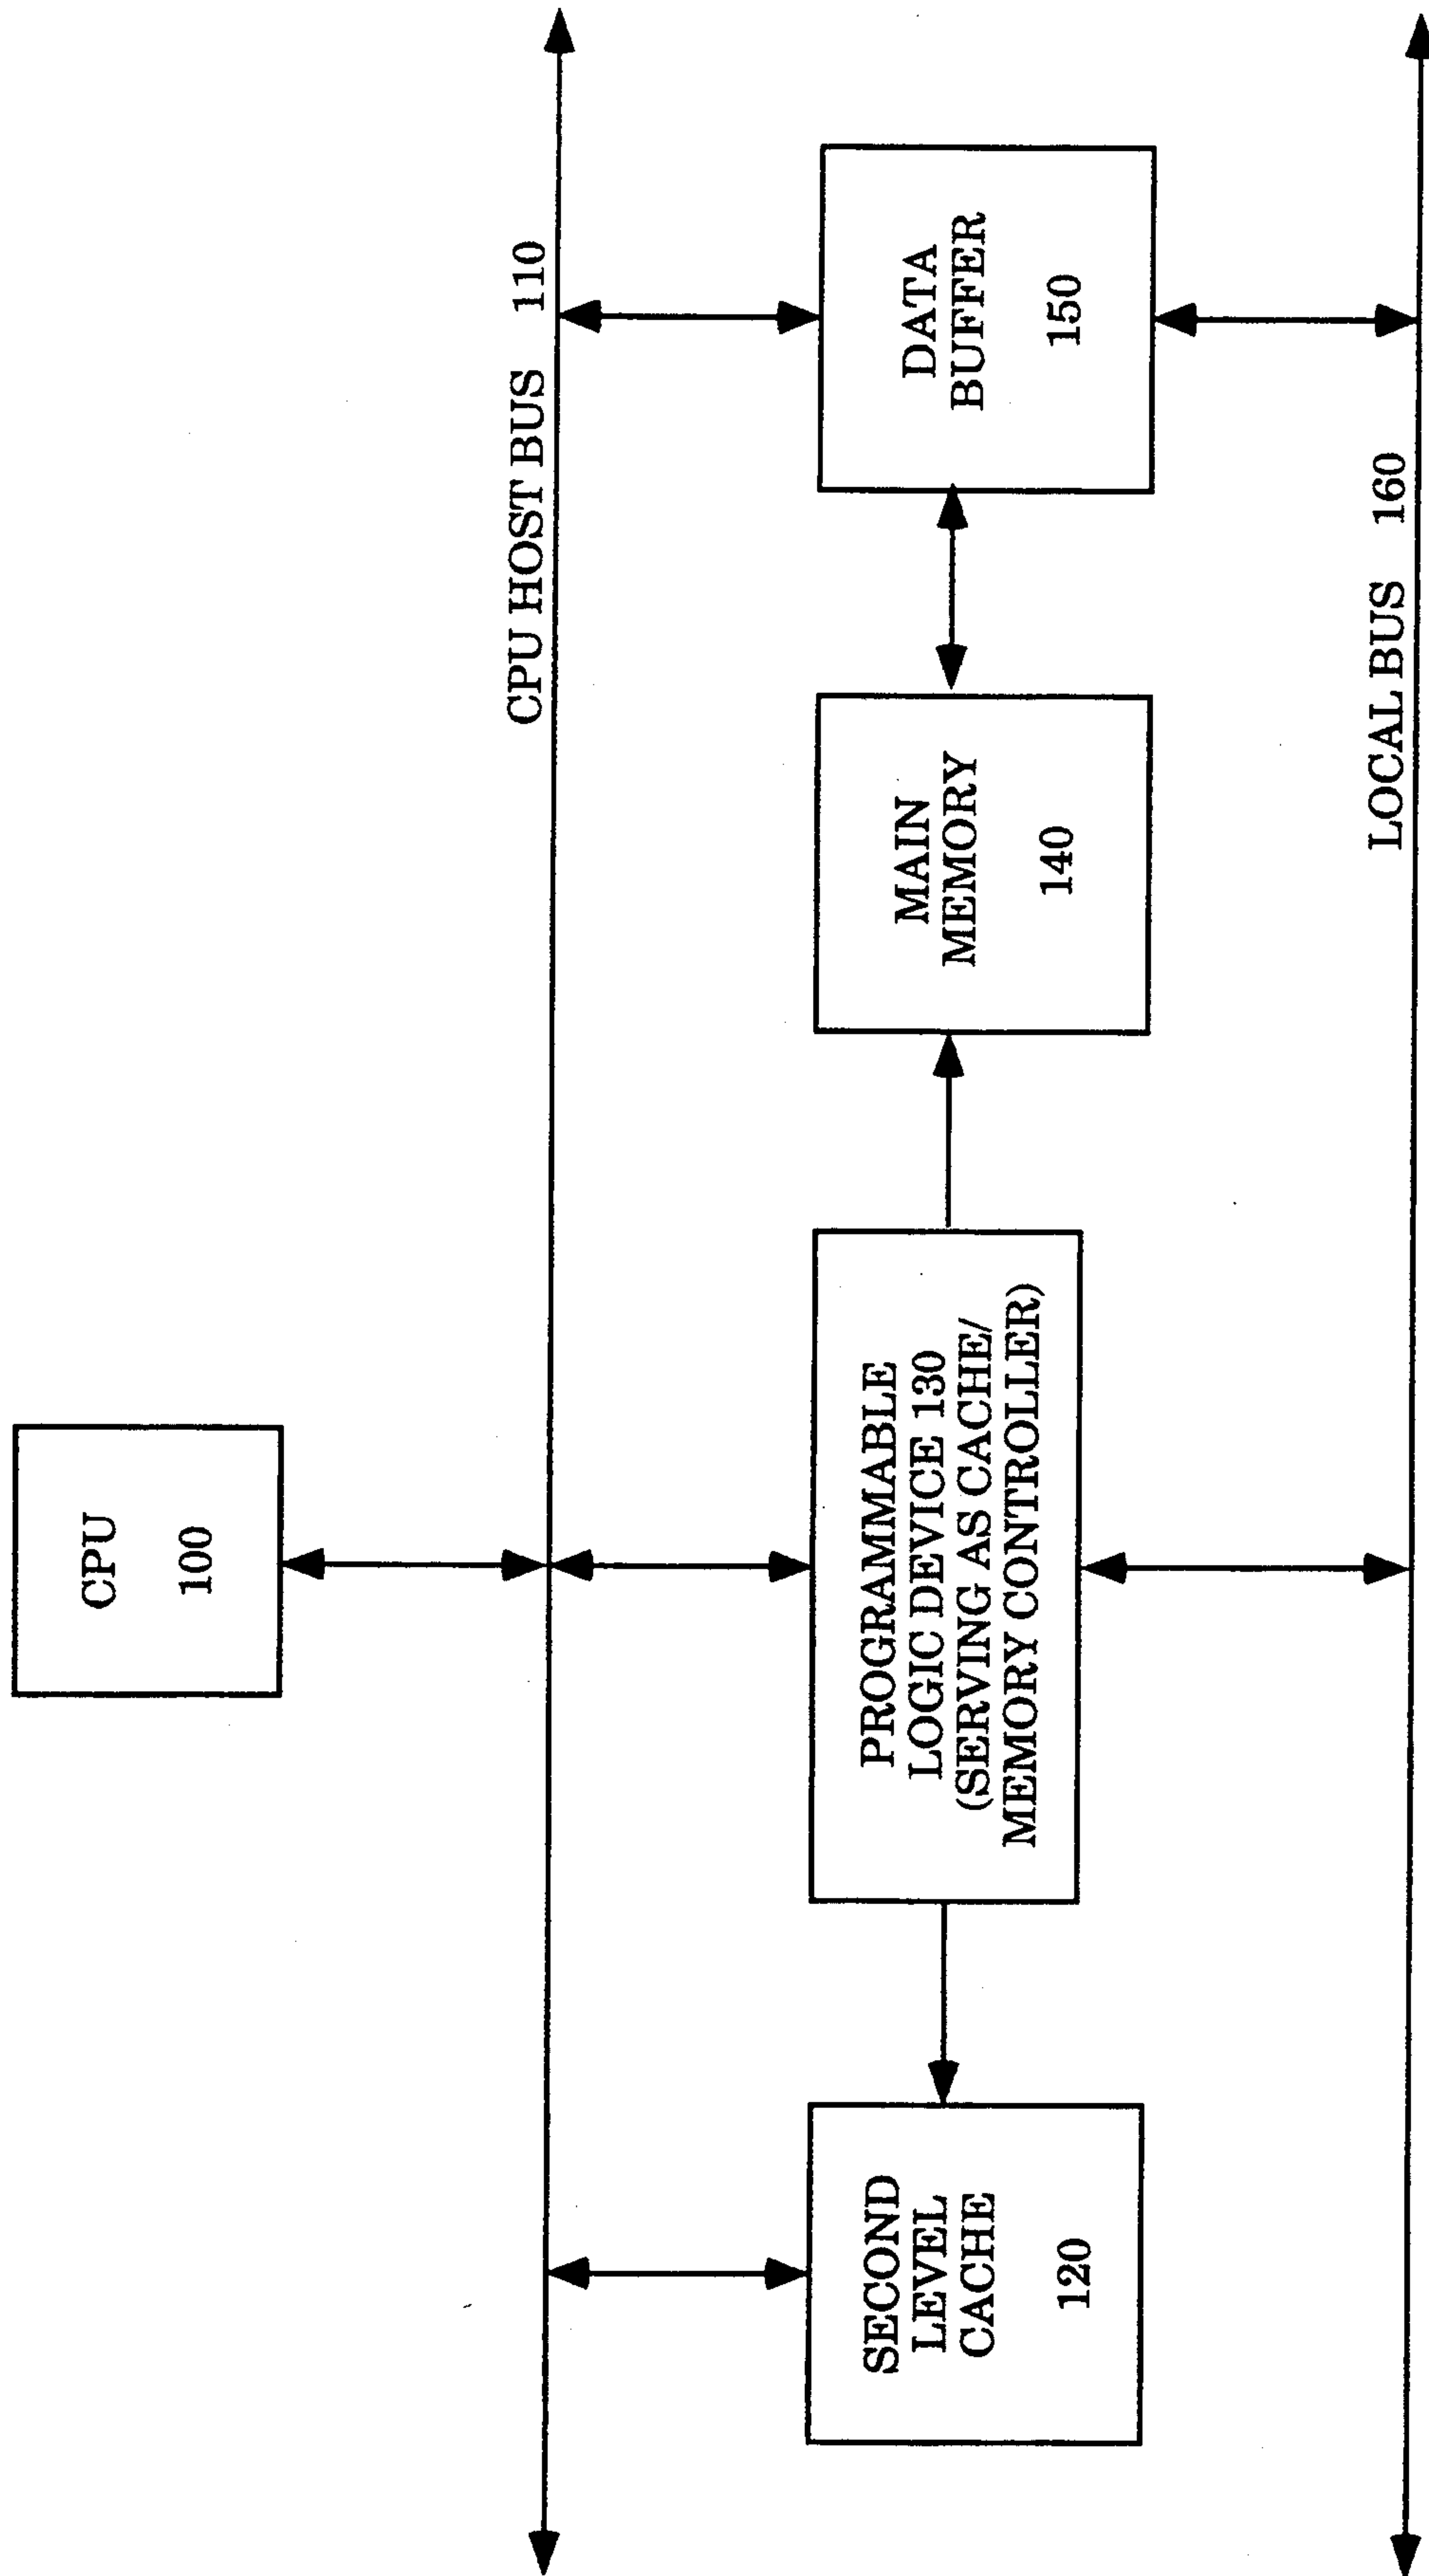 CPU
100
CPU HOST BUS 110
SECOND
LEVEL
CACHE
120
PROGRAMMABLE
LOGIC DEVICE 130
(SERVING AS CACHE/
MEMORY CONTROLLER)
MAIN
MEMORY
140
DATA
BUFFER
150
LOCAL BUS 160